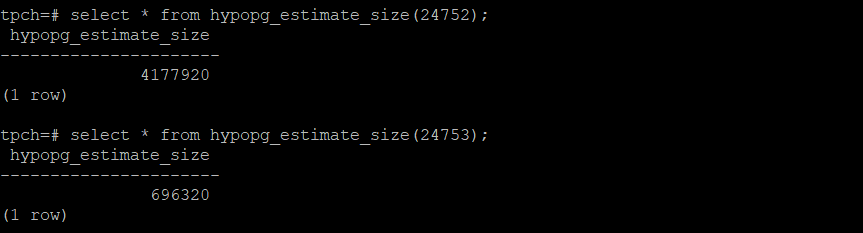 tpch=# select * from hypopg_estimate_size(24752);
 hypopg_estimate_size
----------------------
              4177920
(1 row)

tpch=# select * from hypopg_estimate_size(24753);
 hypopg_estimate_size
----------------------
               696320
(1 row)